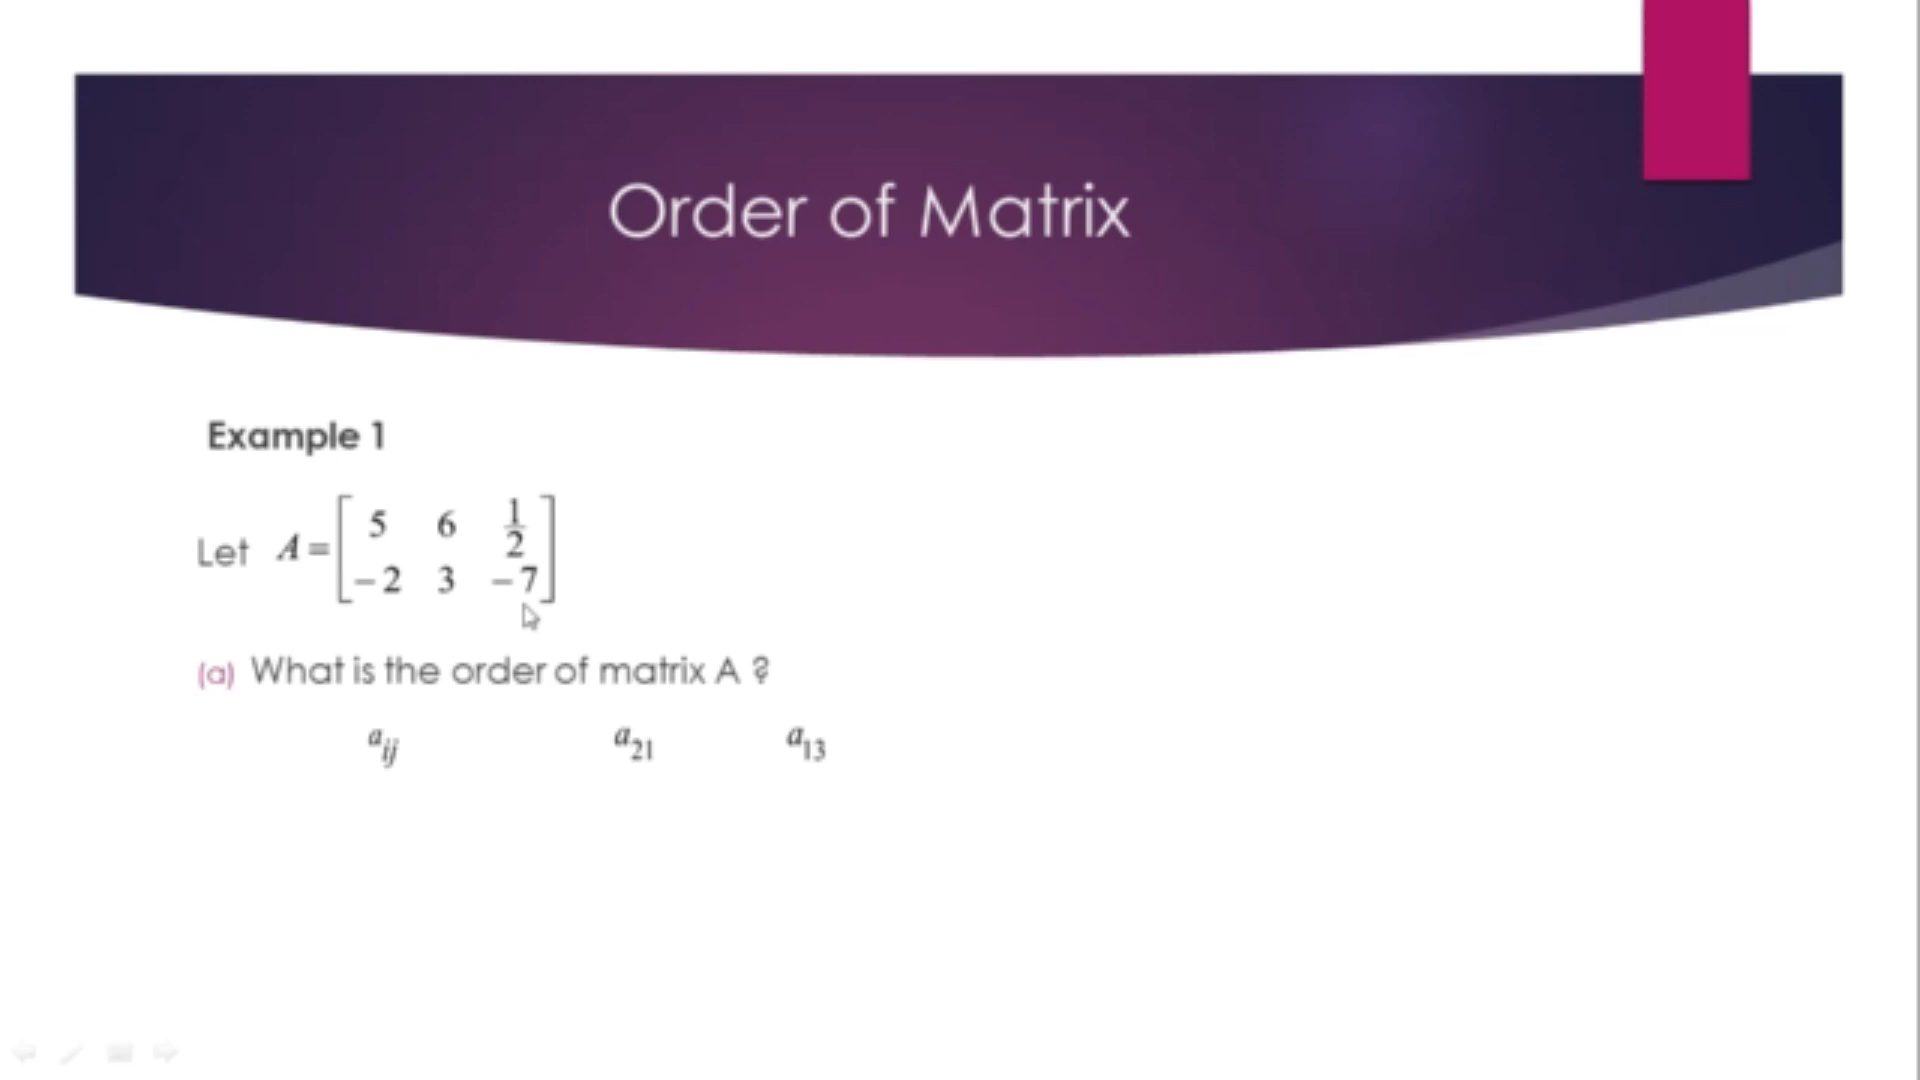 Order of Matrix
Example 1
Let A = [ 5 6 1/2
-2 3 -7 ]
(a) What is the order of matrix A ?
a_ij a_21 a_13